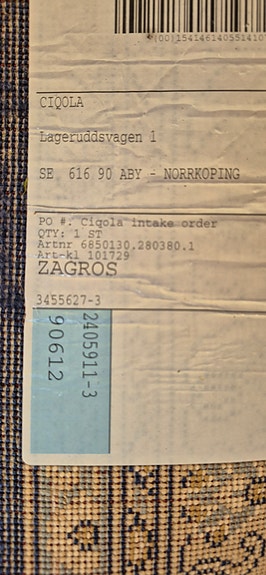 (00)1541461405514107
CIQOLA
Lageruddsvagen 1
SE 616 90 ABY - NORRKOPING
PO #: Ciqola intake order
QTY: 1 ST
Artnr 6850130.280380.1
Art-kl 101729
ZAGROS
3455627-3
2405911-3
90612